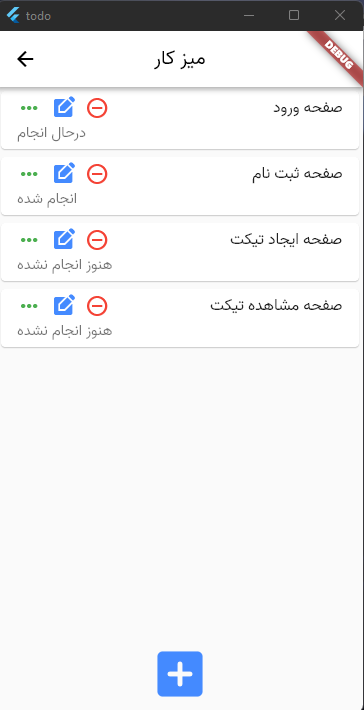 todo
DEBUG
میز کار
صفحه ورود
درحال انجام
صفحه ثبت نام
انجام شده
صفحه ایجاد تیکت
هنوز انجام نشده
صفحه مشاهده تیکت
هنوز انجام نشده